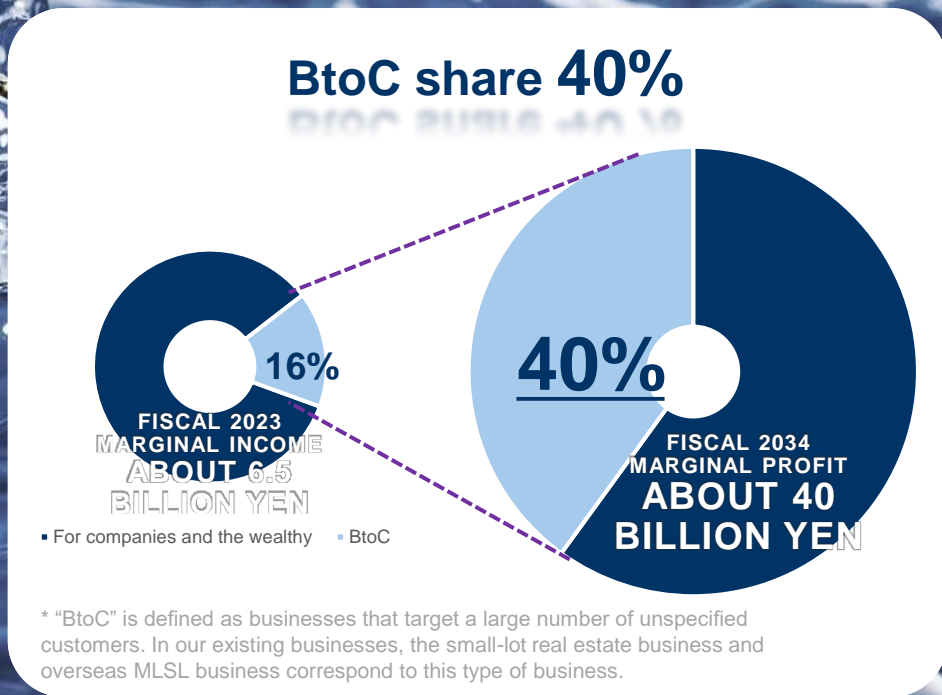 BtoC share 40%
16%
FISCAL 2023
MARGINAL INCOME
ABOUT 6.5
BILLION YEN
40%
FISCAL 2034
MARGINAL PROFIT
ABOUT 40
BILLION YEN
For companies and the wealthy
BtoC
* “BtoC” is defined as businesses that target a large number of unspecified
customers. In our existing businesses, the small-lot real estate business and
overseas MLSL business correspond to this type of business.